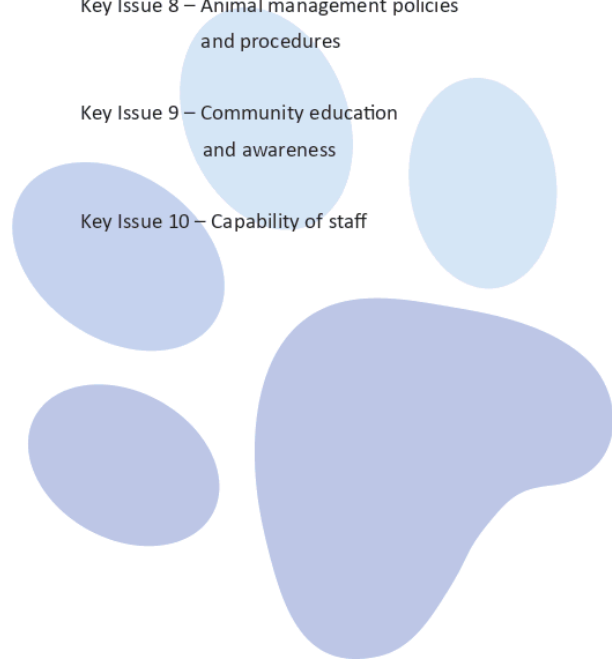 Key Issue 8 – Animal management policies
and procedures
Key Issue 9 – Community education
and awareness
Key Issue 10 – Capability of staff